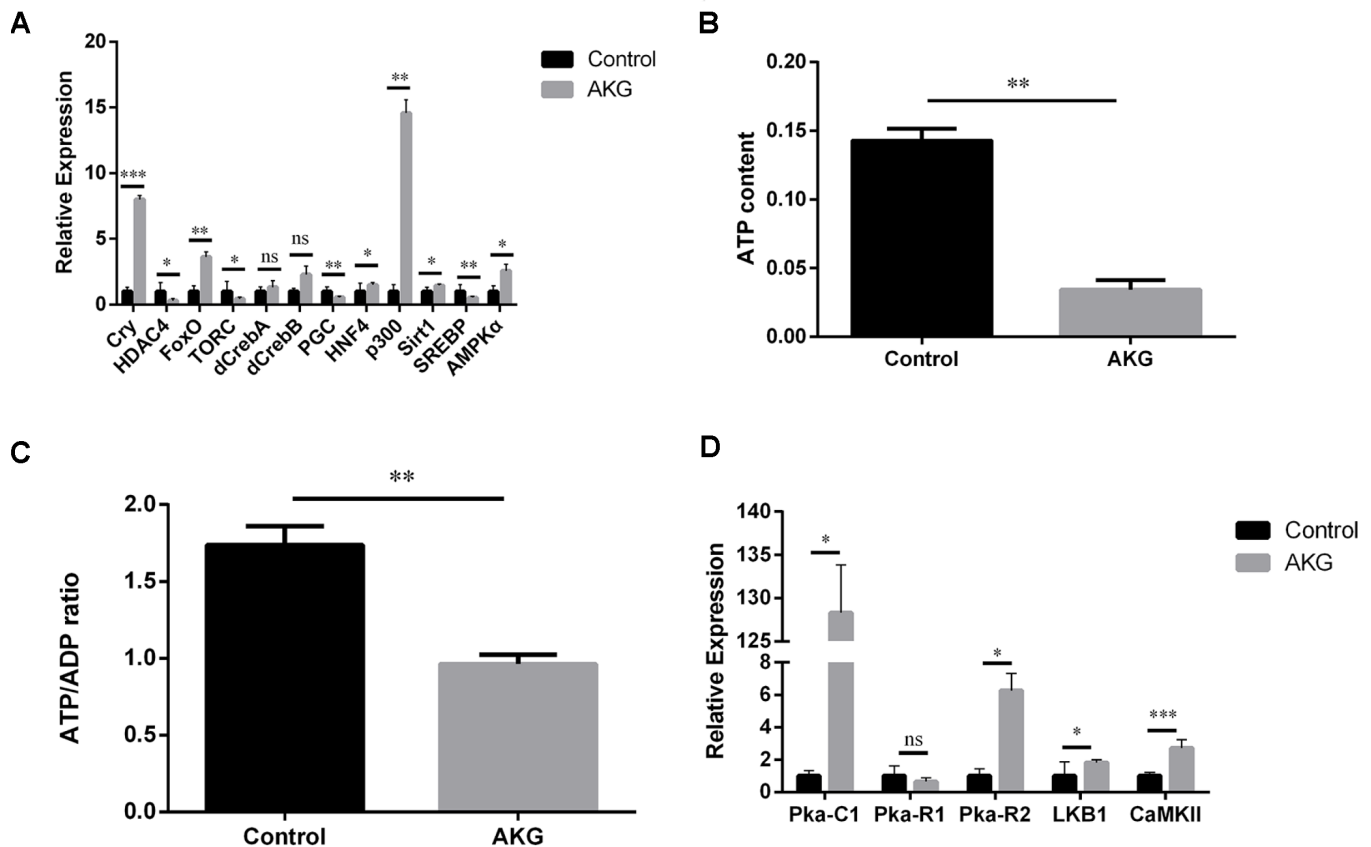 A
Relative Expression
20
15
10
5
0
***
*
**
*
ns
ns
**
*
**
*
**
*
Cry
HDAC4
FoxO
TORC
dCrebA
dCrebB
PGC
HNF4
p300
Sirt1
SREBP
AMPKα
Control
AKG
B
ATP content
0.20
0.15
0.10
0.05
0.00
**
Control
AKG
C
ATP/ADP ratio
2.0
1.5
1.0
0.5
0.0
**
Control
AKG
D
Relative Expression
140
135
130
125
8
6
4
2
0
*
ns
*
*
***
Pka-C1
Pka-R1
Pka-R2
LKB1
CaMKII
Control
AKG